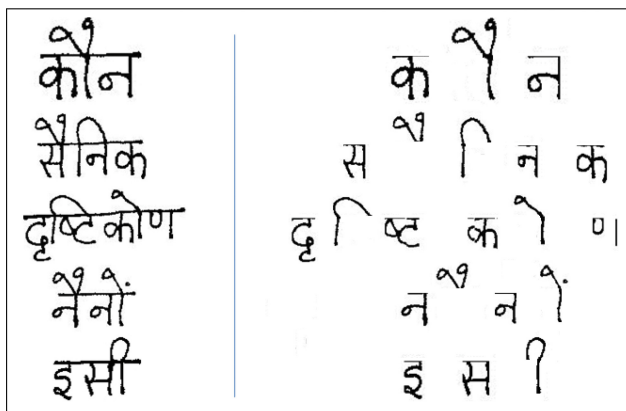 कौन क ौ न
सैनिक स ै ि न क
दृष्टिकोण दृ ि ष्ट क ो ण
नैनों न ै न ों
इसी इ स ी